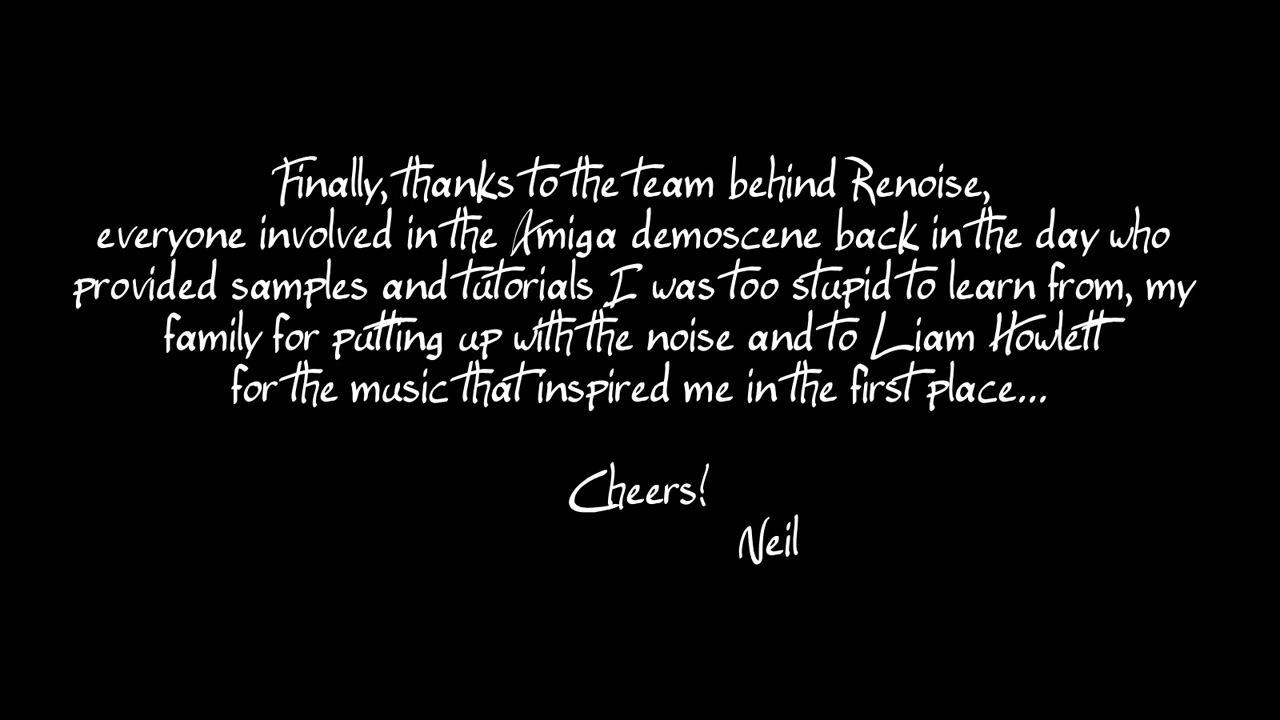 Finally, thanks to the team behind Renoise,
everyone involved in the Amiga demoscene back in the day who
provided samples and tutorials I was too stupid to learn from, my
family for putting up with the noise and to Liam Howlett
for the music that inspired me in the first place...
Cheers!
Neil